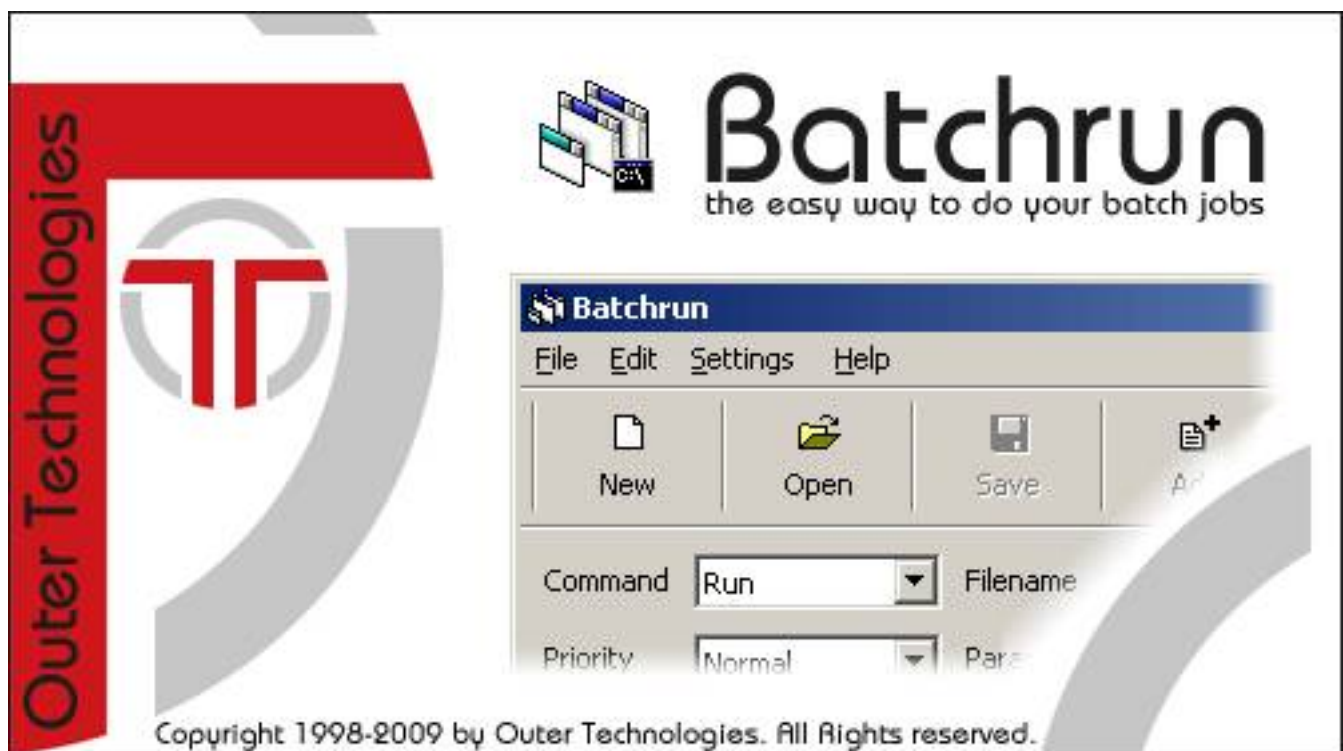 Outer Technologies
Batchrun
the easy way to do your batch jobs
C:\
Batchrun
File Edit Settings Help
New Open Save
Command Run Filename
Priority Normal
Copyright 1998-2009 by Outer Technologies. All Rights reserved.